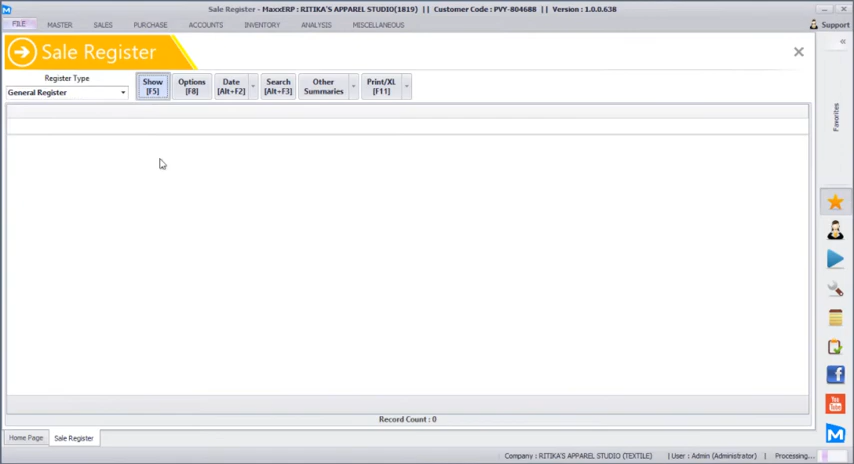 Sale Register - MaxxERP : RITIKA'S APPAREL STUDIO(1819) || Customer Code : PVY-804688 || Version : 1.0.0.638
FILE MASTER SALES PURCHASE ACCOUNTS INVENTORY ANALYSIS MISCELLANEOUS Support
Sale Register
Register Type
General Register
Show
[F5]
Options
[F8]
Date
[Alt+F2]
Search
[Alt+F3]
Other
Summaries
Print/XL
[F11]
Favorites
You
Tube
Record Count : 0
Home Page Sale Register
Company : RITIKA'S APPAREL STUDIO (TEXTILE) | User : Admin (Administrator) | Processing...